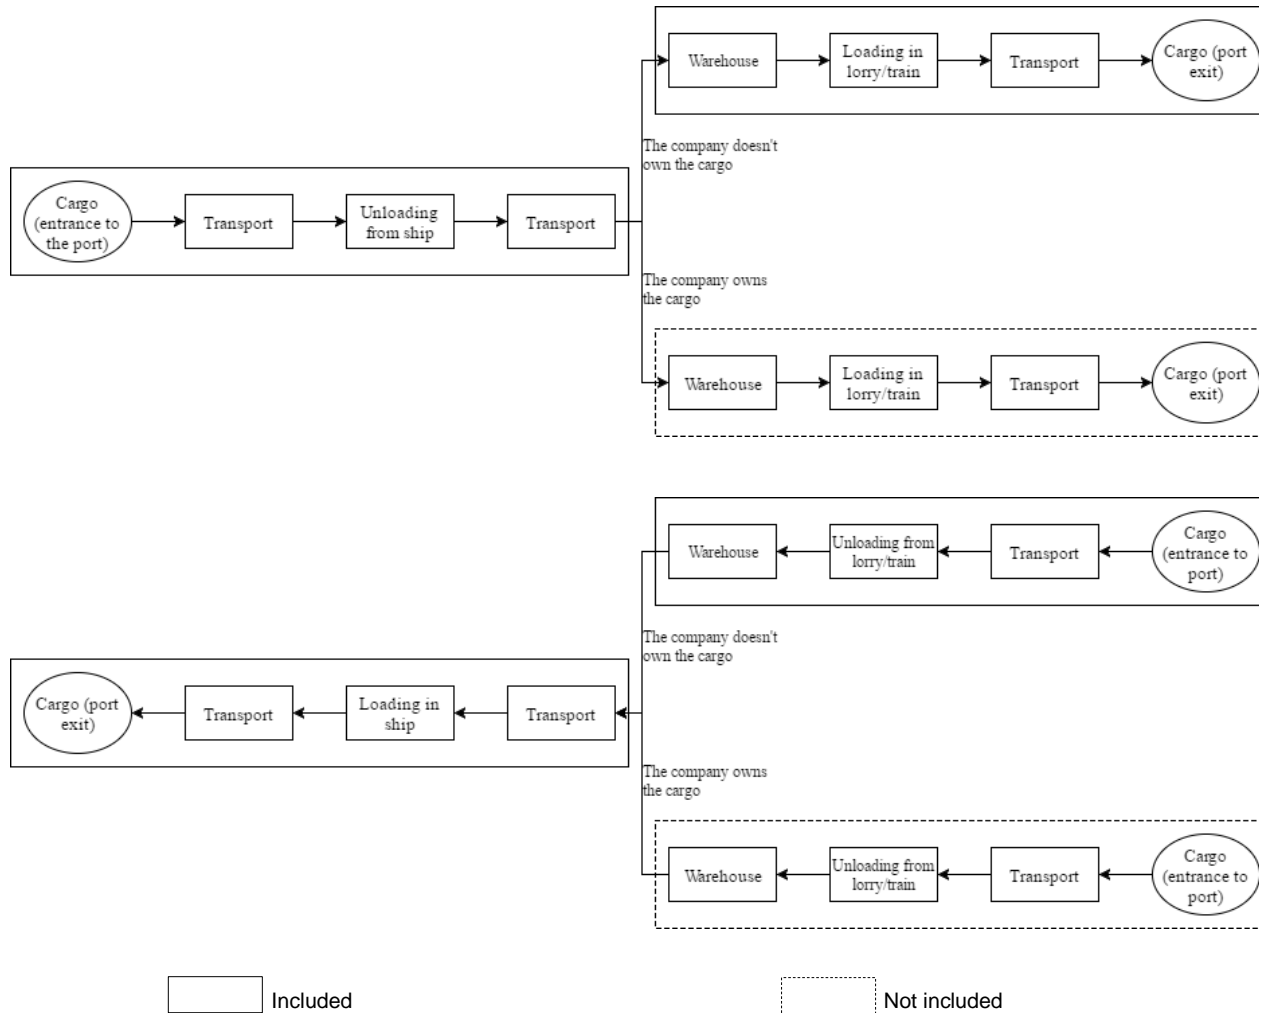 Warehouse
Loading in
lorry/train
Transport
Cargo (port
exit)
The company doesn't
own the cargo
Cargo
(entrance to
the port)
Transport
Unloading
from ship
Transport
The company owns
the cargo
Warehouse
Loading in
lorry/train
Transport
Cargo (port
exit)
Warehouse
Unloading from
lorry/train
Transport
Cargo
(entrance to
port)
The company doesn't
own the cargo
Cargo (port
exit)
Transport
Loading in
ship
Transport
The company owns
the cargo
Warehouse
Unloading from
lorry/train
Transport
Cargo
(entrance to
port)
Included
Not included